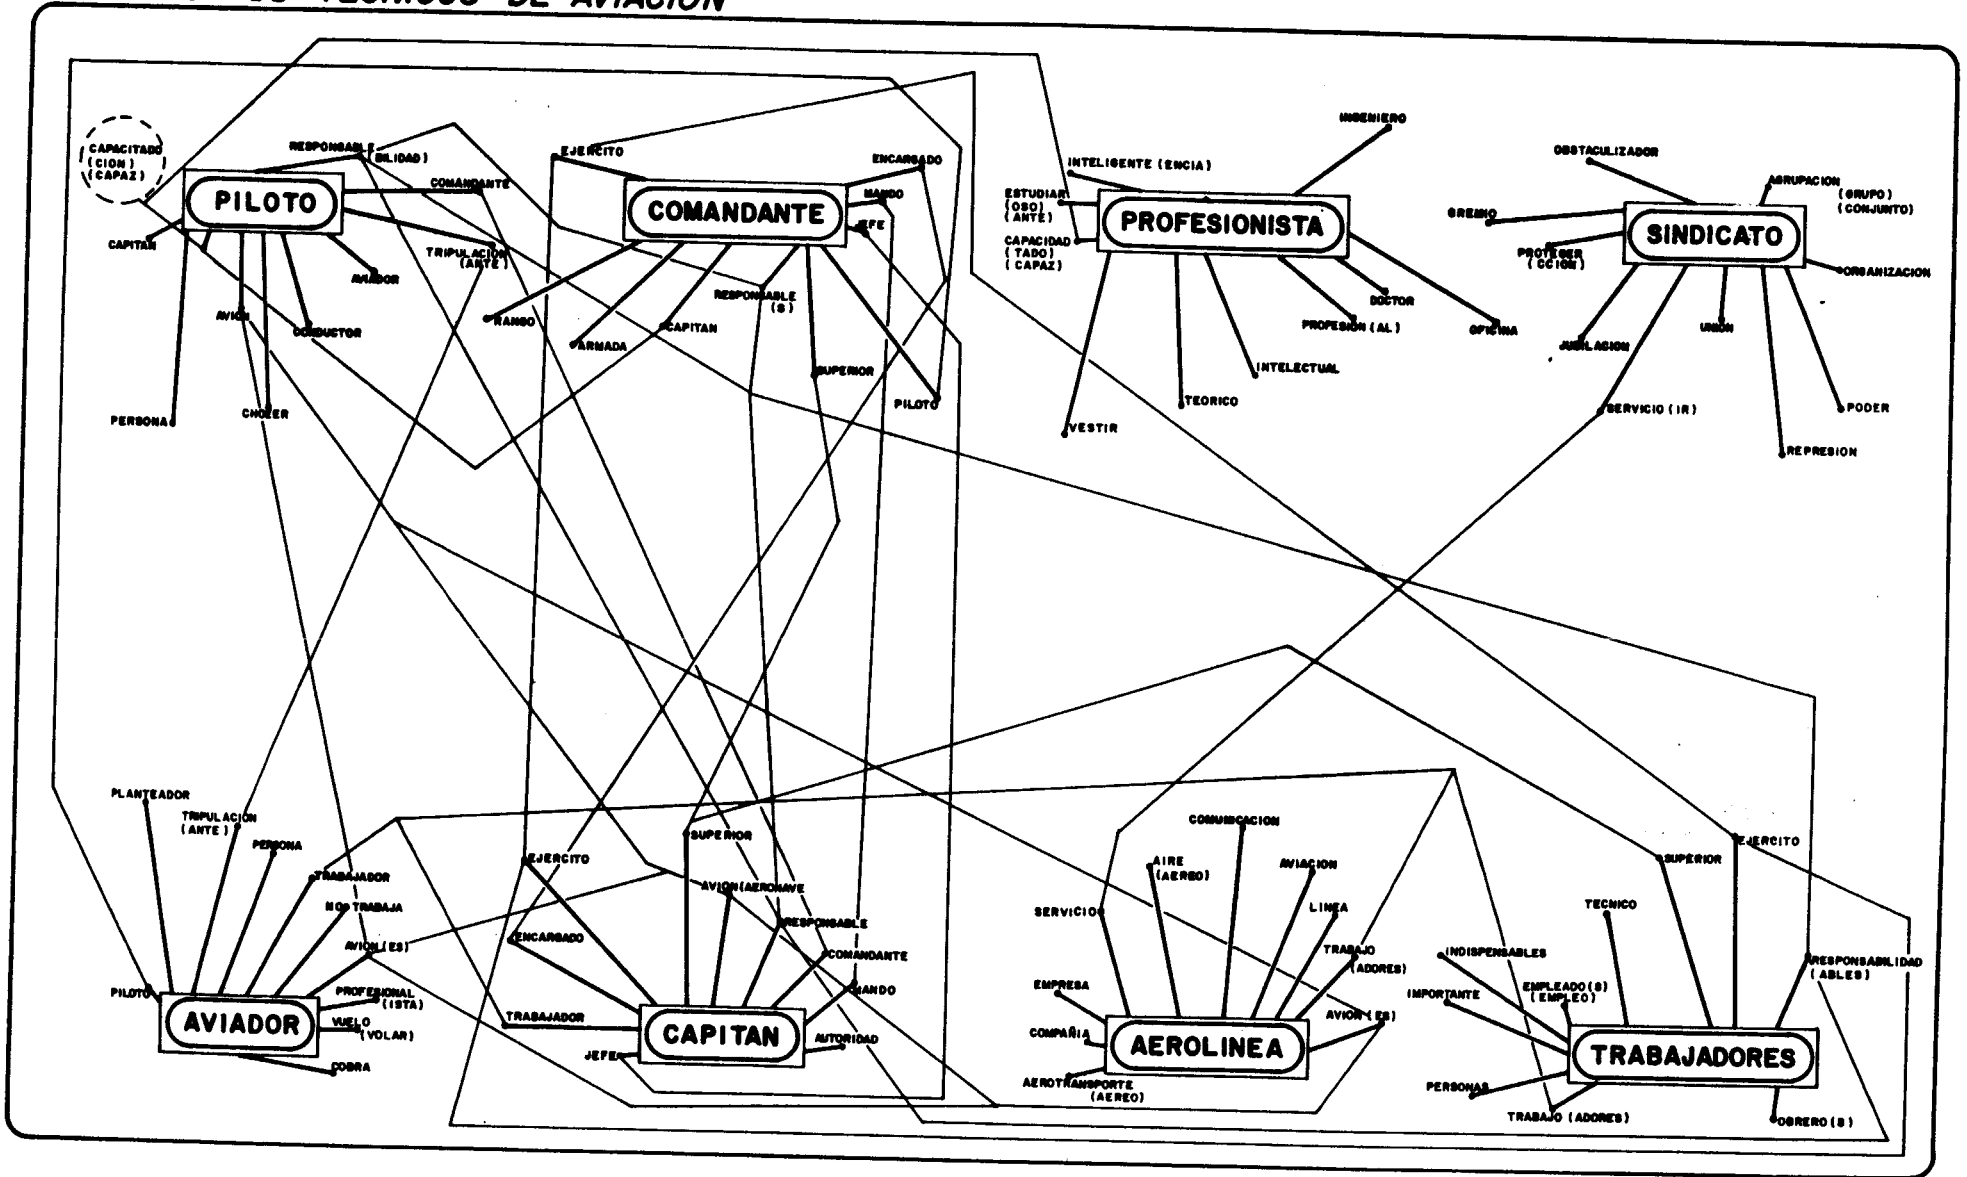 TECNICOS DE AVIACION
CAPACITADO
(CION)
(CAPAZ)
RESPONSABLE
(BILIDAD)
COMANDANTE
PILOTO
CAPITAN
TRIPULACION
(ANTE)
AVIADOR
AVION
CONDUCTOR
PERSONA
CHOFER
EJERCITO
ENCARGADO
MANDO
JEFE
COMANDANTE
RANGO
ARMADA
CAPITAN
RESPONSABLE
(S)
SUPERIOR
PILOTO
INGENIERO
INTELIGENTE (ENCIA)
ESTUDIAR
(OSO)
(ANTE)
CAPACIDAD
(TADO)
(CAPAZ)
PROFESIONISTA
DOCTOR
PROFESION (AL)
OFICINA
INTELECTUAL
TEORICO
VESTIR
OBSTACULIZADOR
AGRUPACION
(GRUPO)
(CONJUNTO)
GREMIO
SINDICATO
PROTEGER
(CCION)
ORGANIZACION
UNION
JUBILACION
SERVICIO (IR)
PODER
REPRESION
PLANTEADOR
TRIPULACION
(ANTE)
PERSONA
TRABAJADOR
NO TRABAJA
AVION (ES)
PILOTO
PROFESIONAL
(ISTA)
AVIADOR
VUELO
(VOLAR)
COBRA
SUPERIOR
EJERCITO
AVION (AERONAVE
RESPONSABLE
ENCARGADO
COMANDANTE
MANDO
TRABAJADOR
CAPITAN
JEFE
AUTORIDAD
COMUNICACION
AIRE
(AEREO)
AVIACION
SERVICIO
LINEA
TRABAJO
(ADORES)
EMPRESA
AVION (ES)
COMPAÑIA
AEROLINEA
AEROTRANSPORTE
(AEREO)
EJERCITO
SUPERIOR
TECNICO
INDISPENSABLES
RESPONSABILIDAD
(ABLES)
EMPLEADO (S)
(EMPLEO)
IMPORTANTE
TRABAJADORES
PERSONAS
TRABAJO (ADORES)
OBRERO (S)